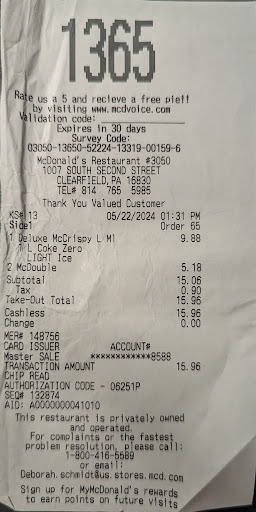 1365
Rate us a 5 and recieve a free pie!!
by visiting www.mcdvoice.com
Validation code:
Expires in 30 days
Survey Code:
03050-13650-52224-13319-00159-6
McDonald's Restaurant #3050
1007 SOUTH SECOND STREET
CLEARFIELD,PA 16830
TEL# 814 765 5985
Thank You Valued Customer
KS# 13 05/22/2024 01:31 PM
Side1 Order 65
1 Deluxe McCrispy L Ml 9.88
1 L Coke Zero
LIGHT Ice
2 McDouble 5.18
Subtotal 15.06
Tax 0.90
Take-Out Total 15.96
Cashless 15.96
Change 0.00
MER# 148756
CARD ISSUER ACCOUNT#
Master SALE ************8588
TRANSACTION AMOUNT 15.96
CHIP READ
AUTHORIZATION CODE - 06251P
SEQ# 132874
AID: A0000000041010
This restaurant is privately owned
and operated.
For complaints or the fastest
problem resolution, please call:
1-800-416-5589
or email:
Deborah.schmidt@us.stores.mcd.com
Sign up for MyMcDonald's rewards
to earn points on future visits